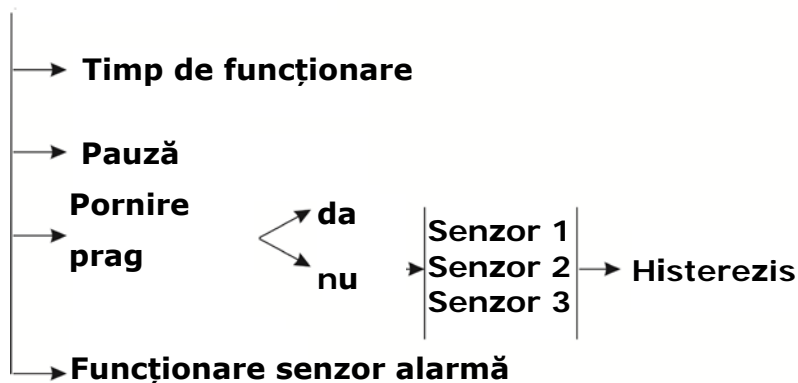 Timp de funcționare
Pauză
Pornire
prag
da
nu
Senzor 1
Senzor 2
Senzor 3
Histerezis
Funcționare senzor alarmă